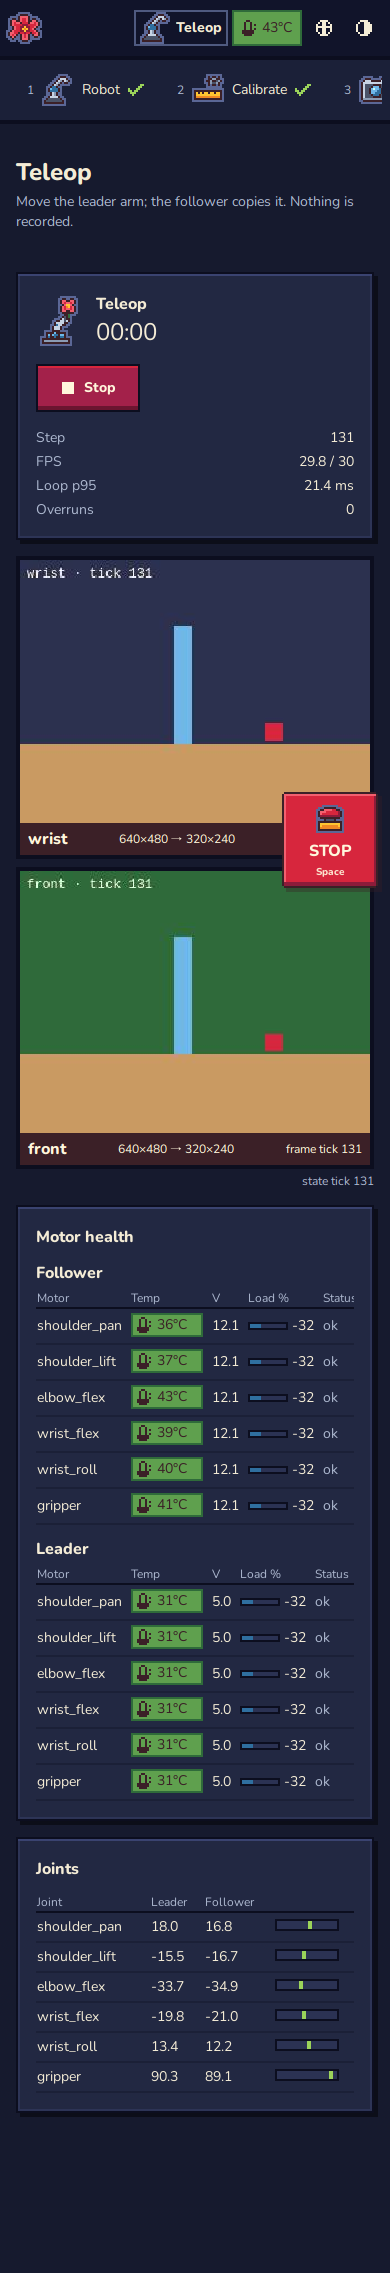 Teleop 43°C
1 Robot 2 Calibrate 3
Teleop
Move the leader arm; the follower copies it. Nothing is
recorded.
Teleop
00:00
Stop
Step 131
FPS 29.8 / 30
Loop p95 21.4 ms
Overruns 0
wrist · tick 131
wrist 640×480 → 320×240
STOP
Space
front · tick 131
front 640×480 → 320×240 frame tick 131
state tick 131
Motor health
Follower
Motor Temp V Load % Status
shoulder_pan 36°C 12.1 -32 ok
shoulder_lift 37°C 12.1 -32 ok
elbow_flex 43°C 12.1 -32 ok
wrist_flex 39°C 12.1 -32 ok
wrist_roll 40°C 12.1 -32 ok
gripper 41°C 12.1 -32 ok
Leader
Motor Temp V Load % Status
shoulder_pan 31°C 5.0 -32 ok
shoulder_lift 31°C 5.0 -32 ok
elbow_flex 31°C 5.0 -32 ok
wrist_flex 31°C 5.0 -32 ok
wrist_roll 31°C 5.0 -32 ok
gripper 31°C 5.0 -32 ok
Joints
Joint Leader Follower
shoulder_pan 18.0 16.8
shoulder_lift -15.5 -16.7
elbow_flex -33.7 -34.9
wrist_flex -19.8 -21.0
wrist_roll 13.4 12.2
gripper 90.3 89.1